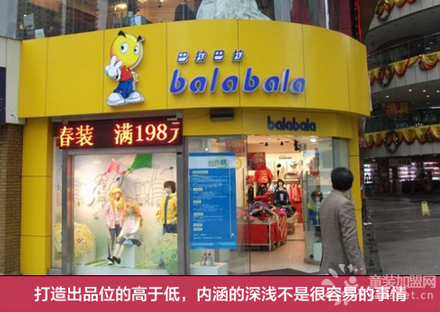 巴拉巴拉
balabala
春装 满198元
balabala
打造出品位的高于低，内涵的深浅不是很容易的事情
童装加盟网